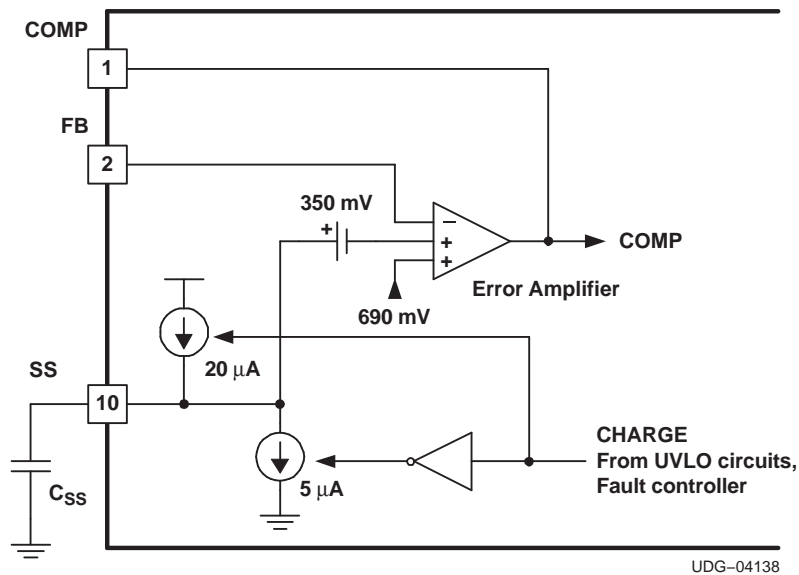 COMP
1
FB
2
350 mV
+
−
+
+
COMP
Error Amplifier
690 mV
20 μA
SS
10
CHARGE
From UVLO circuits,
Fault controller
5 μA
CSS
UDG−04138